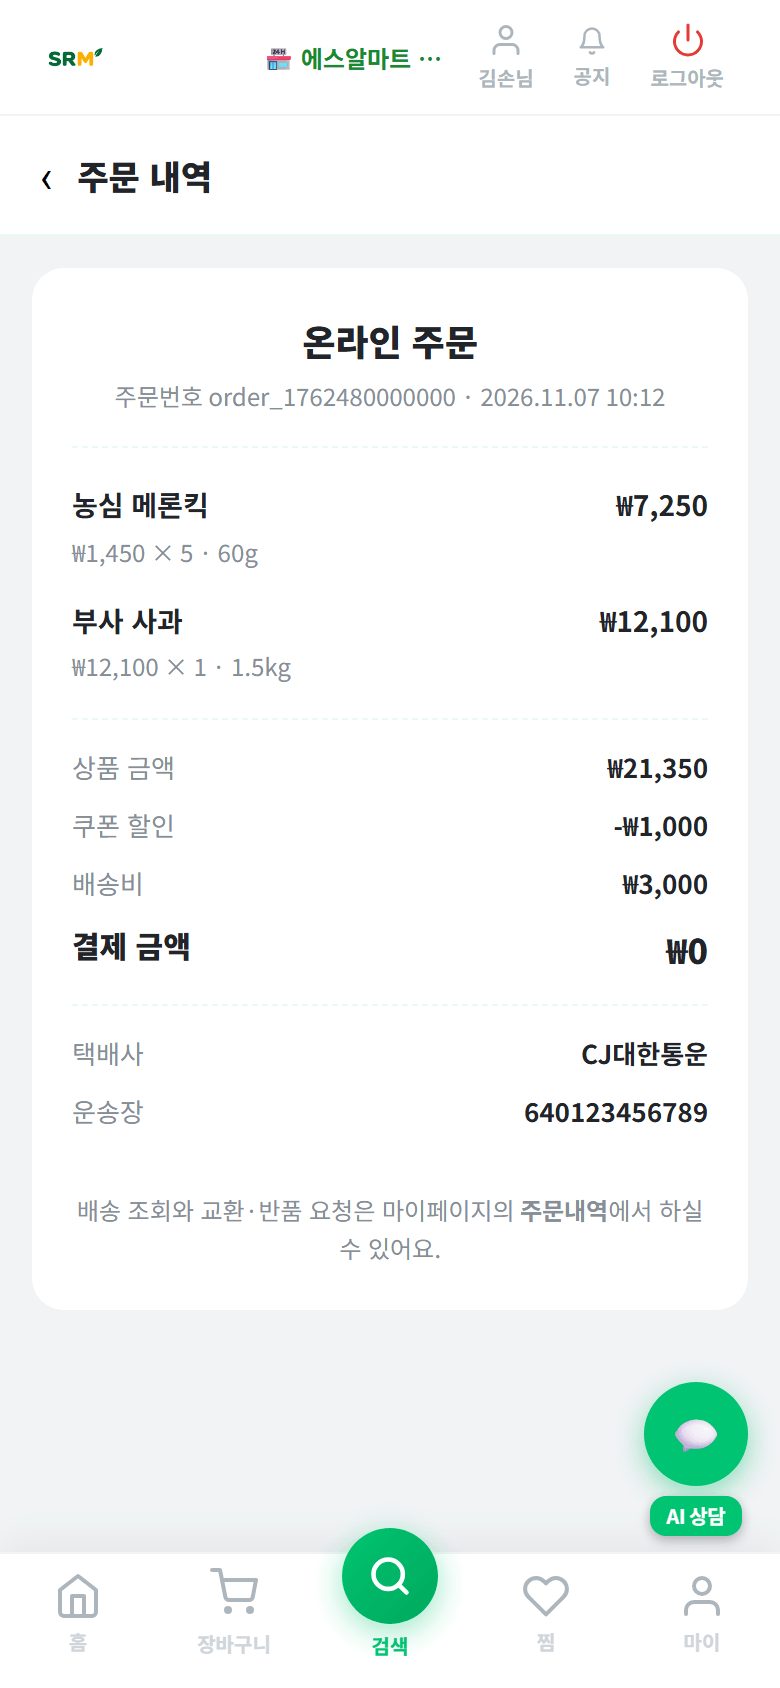 SRM
에스알마트 ···
김손님
공지
로그아웃
‹ 주문 내역
온라인 주문
주문번호 order_1762480000000 · 2026.11.07 10:12
농심 메론킥 ₩7,250
₩1,450 × 5 · 60g
부사 사과 ₩12,100
₩12,100 × 1 · 1.5kg
상품 금액 ₩21,350
쿠폰 할인 -₩1,000
배송비 ₩3,000
결제 금액 ₩0
택배사 CJ대한통운
운송장 640123456789
배송 조회와 교환·반품 요청은 마이페이지의 주문내역에서 하실
수 있어요.
AI 상담
홈
장바구니
검색
찜
마이